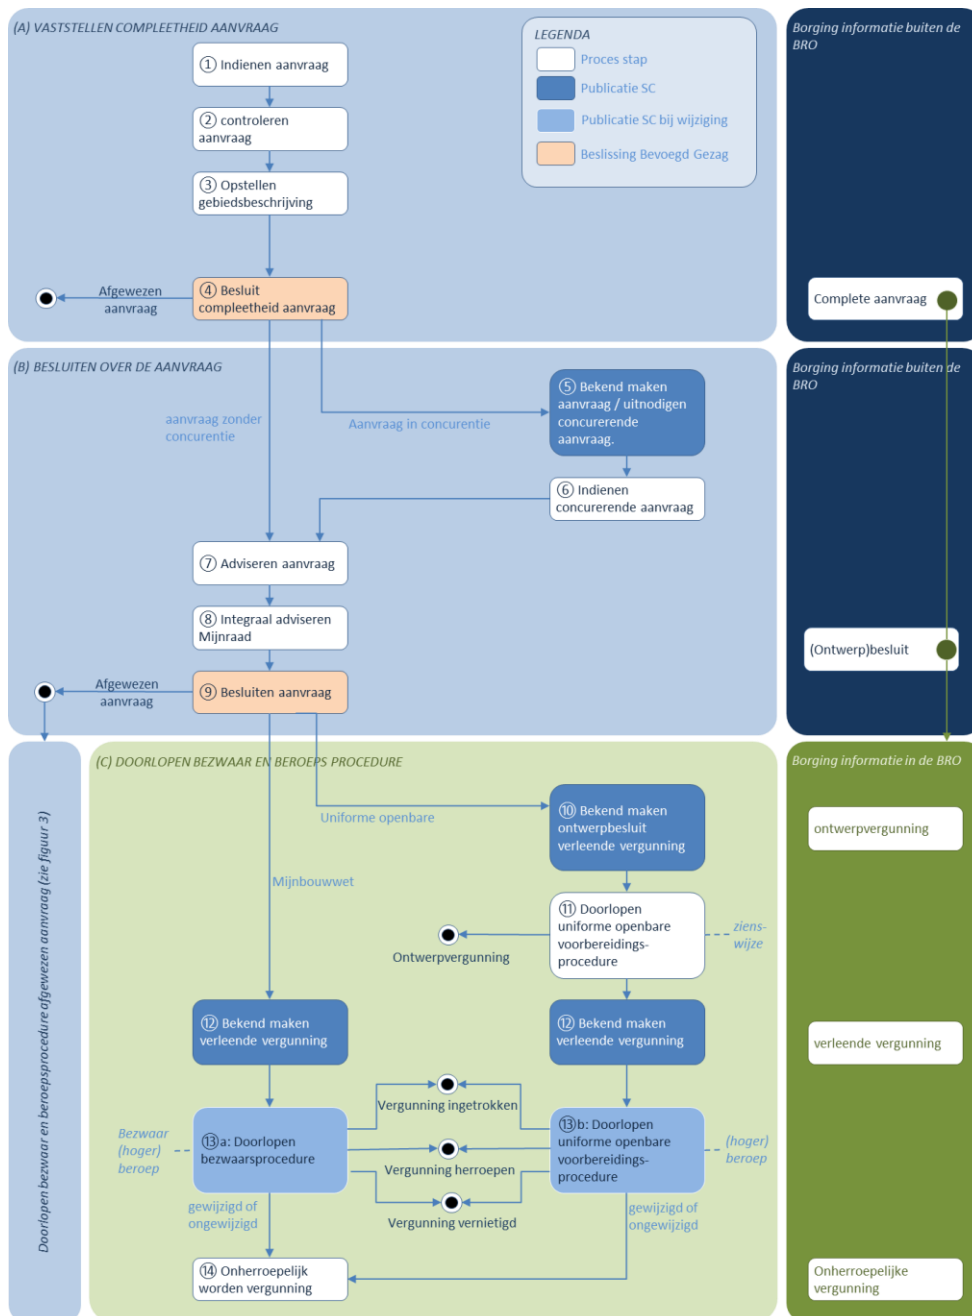 (A) VASTSTELLEN COMPLEETHEID AANVRAAG
① Indienen aanvraag
② controleren
aanvraag
③ Opstellen
gebiedsbeschrijving
④ Besluit
compleetheid aanvraag
Afgewezen
aanvraag
LEGENDA
Proces stap
Publicatie SC
Publicatie SC bij wijziging
Beslissing Bevoegd Gezag
Borging informatie buiten de
BRO
Complete aanvraag
(B) BESLUITEN OVER DE AANVRAAG
aanvraag zonder
concurentie
Aanvraag in concurentie
⑤ Bekend maken
aanvraag / uitnodigen
concurerende
aanvraag.
⑥ Indienen
concurerende aanvraag
⑦ Adviseren aanvraag
⑧ Integraal adviseren
Mijnraad
⑨ Besluiten aanvraag
Afgewezen
aanvraag
Borging informatie buiten de
BRO
(Ontwerp)besluit
Doorlopen bezwaar en beroepsprocedure afgewezen aanvraag (zie figuur 3)
(C) DOORLOPEN BEZWAAR EN BEROEPS PROCEDURE
Uniforme openbare
Mijnbouwwet
⑩ Bekend maken
ontwerpbesluit
verleende vergunning
⑪ Doorlopen
uniforme openbare
voorbereidings-
procedure
ziens-
wijze
Ontwerpvergunning
⑫ Bekend maken
verleende vergunning
⑫ Bekend maken
verleende vergunning
Vergunning ingetrokken
Bezwaar
(hoger)
beroep
⑬a: Doorlopen
bezwaarsprocedure
Vergunning herroepen
⑬b: Doorlopen
uniforme openbare
voorbereidings-
procedure
(hoger)
beroep
Vergunning vernietigd
gewijzigd of
ongewijzigd
gewijzigd of
ongewijzigd
⑭ Onherroepelijk
worden vergunning
Borging informatie in de BRO
ontwerpvergunning
verleende vergunning
Onherroepelijke
vergunning